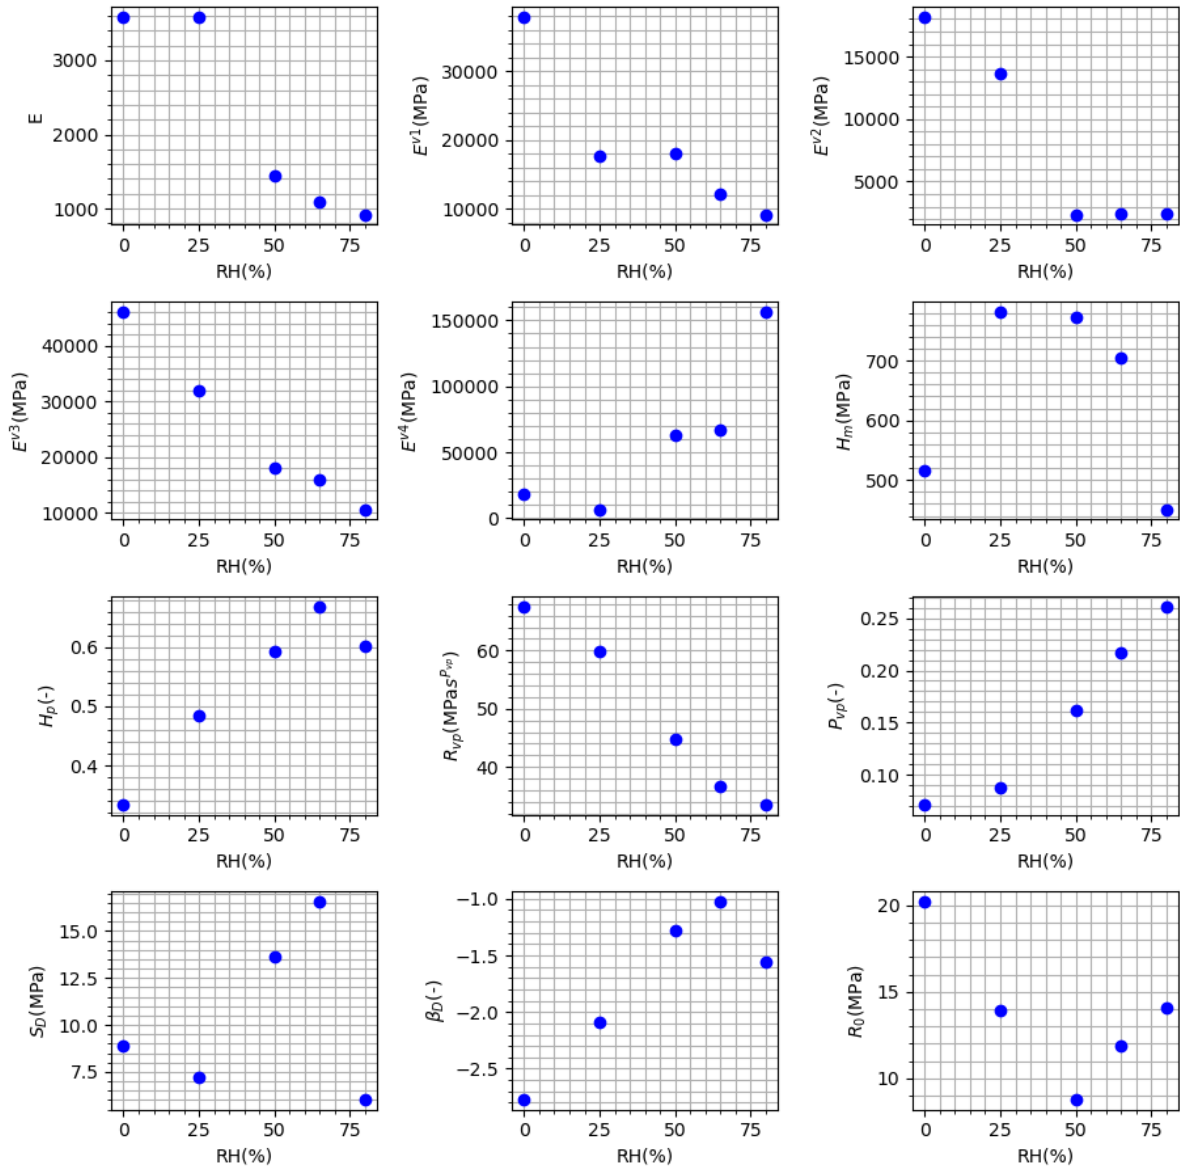 E
3000
2000
1000
0 25 50 75
RH(%)
E^{v1}(MPa)
30000
20000
10000
0 25 50 75
RH(%)
E^{v2}(MPa)
15000
10000
5000
0 25 50 75
RH(%)
E^{v3}(MPa)
40000
30000
20000
10000
0 25 50 75
RH(%)
E^{v4}(MPa)
150000
100000
50000
0
0 25 50 75
RH(%)
H_m(MPa)
700
600
500
0 25 50 75
RH(%)
H_p(-)
0.6
0.5
0.4
0 25 50 75
RH(%)
R_{vp}(MPas^{P_{vp}})
60
50
40
0 25 50 75
RH(%)
P_{vp}(-)
0.25
0.20
0.15
0.10
0 25 50 75
RH(%)
S_D(MPa)
15.0
12.5
10.0
7.5
0 25 50 75
RH(%)
β_D(-)
−1.0
−1.5
−2.0
−2.5
0 25 50 75
RH(%)
R_0(MPa)
20
15
10
0 25 50 75
RH(%)